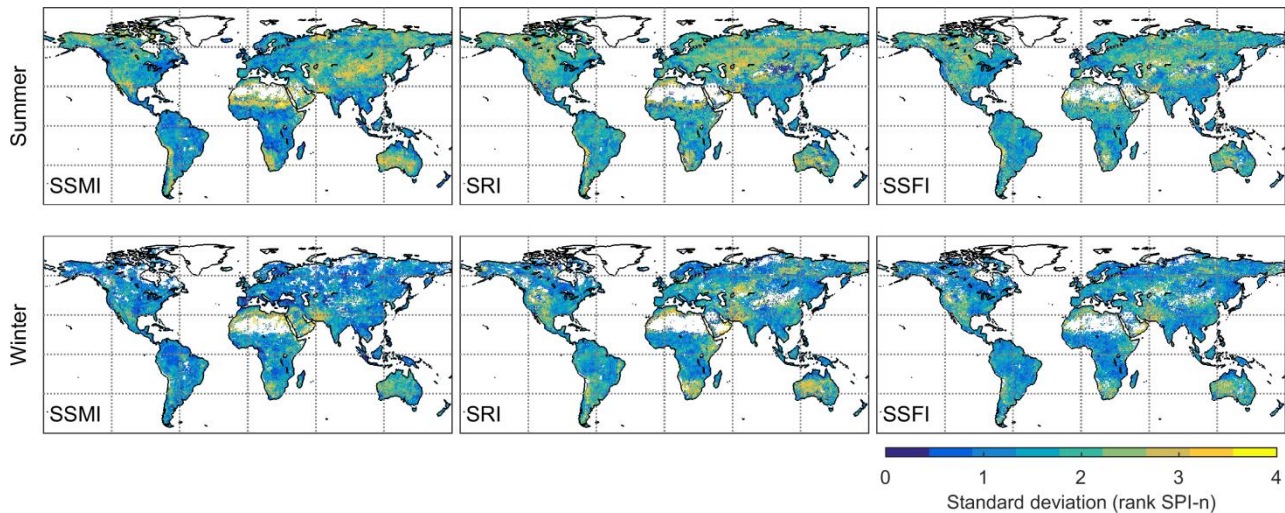 Summer
SSMI
SRI
SSFI
Winter
SSMI
SRI
SSFI
0 1 2 3 4
Standard deviation (rank SPI-n)